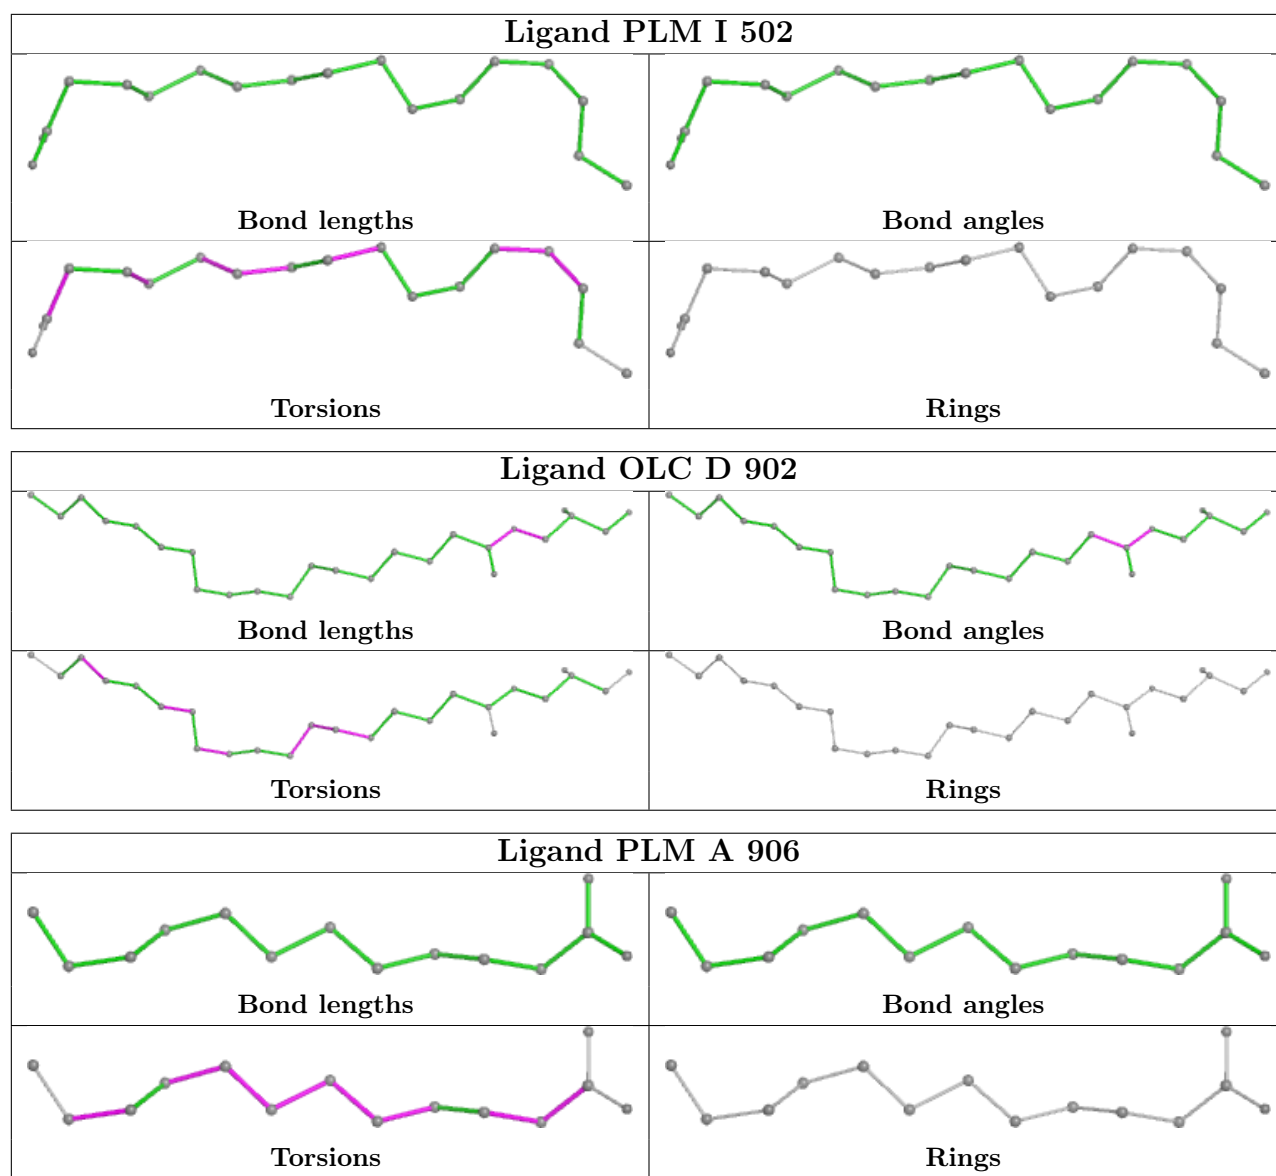 Ligand PLM I 502
Bond lengths
Bond angles
Torsions
Rings
Ligand OLC D 902
Bond lengths
Bond angles
Torsions
Rings
Ligand PLM A 906
Bond lengths
Bond angles
Torsions
Rings